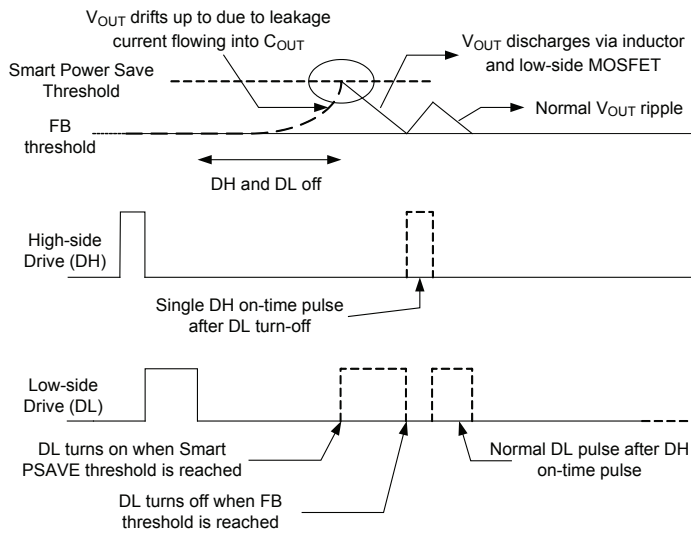 VOUT drifts up to due to leakage
current flowing into COUT
VOUT discharges via inductor
and low-side MOSFET
Smart Power Save
Threshold
Normal VOUT ripple
FB
threshold
DH and DL off
High-side
Drive (DH)
Single DH on-time pulse
after DL turn-off
Low-side
Drive (DL)
DL turns on when Smart
PSAVE threshold is reached
Normal DL pulse after DH
on-time pulse
DL turns off when FB
threshold is reached